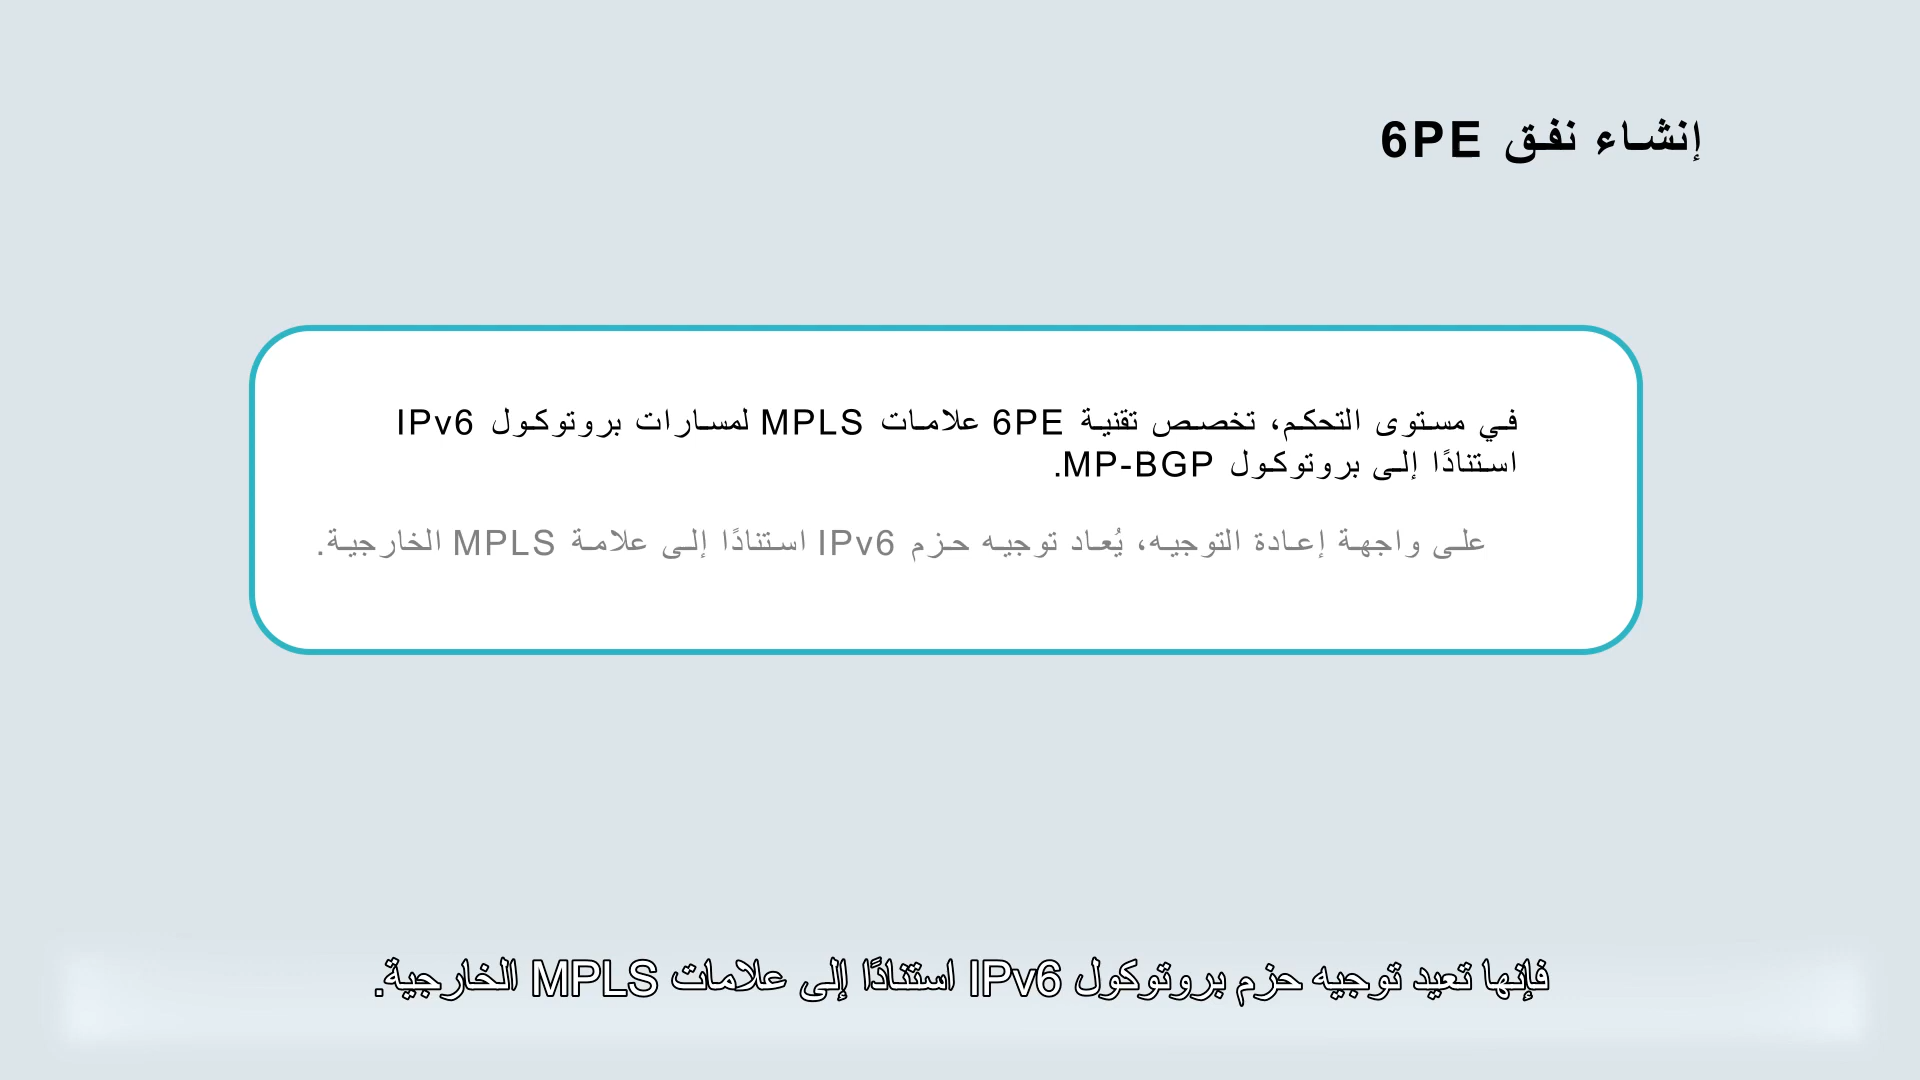 إنشاء نفق 6PE
في مستوى التحكم، تخصص تقنية 6PE علامات MPLS لمسارات بروتوكول IPv6
استنادًا إلى بروتوكول MP-BGP.
على واجهة إعادة التوجيه، يُعاد توجيه حزم IPv6 استنادًا إلى علامة MPLS الخارجية.
فإنها تعيد توجيه حزم بروتوكول IPv6 استنادًا إلى علامات MPLS الخارجية.